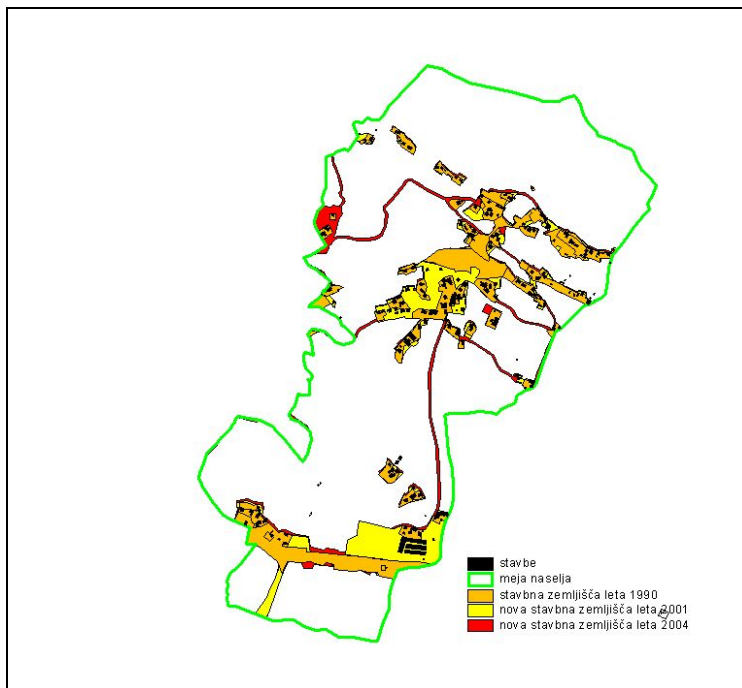 stavbe
meja naselja
stavbna zemljišča leta 1990
nova stavbna zemljišča leta 2001
nova stavbna zemljišča leta 2004